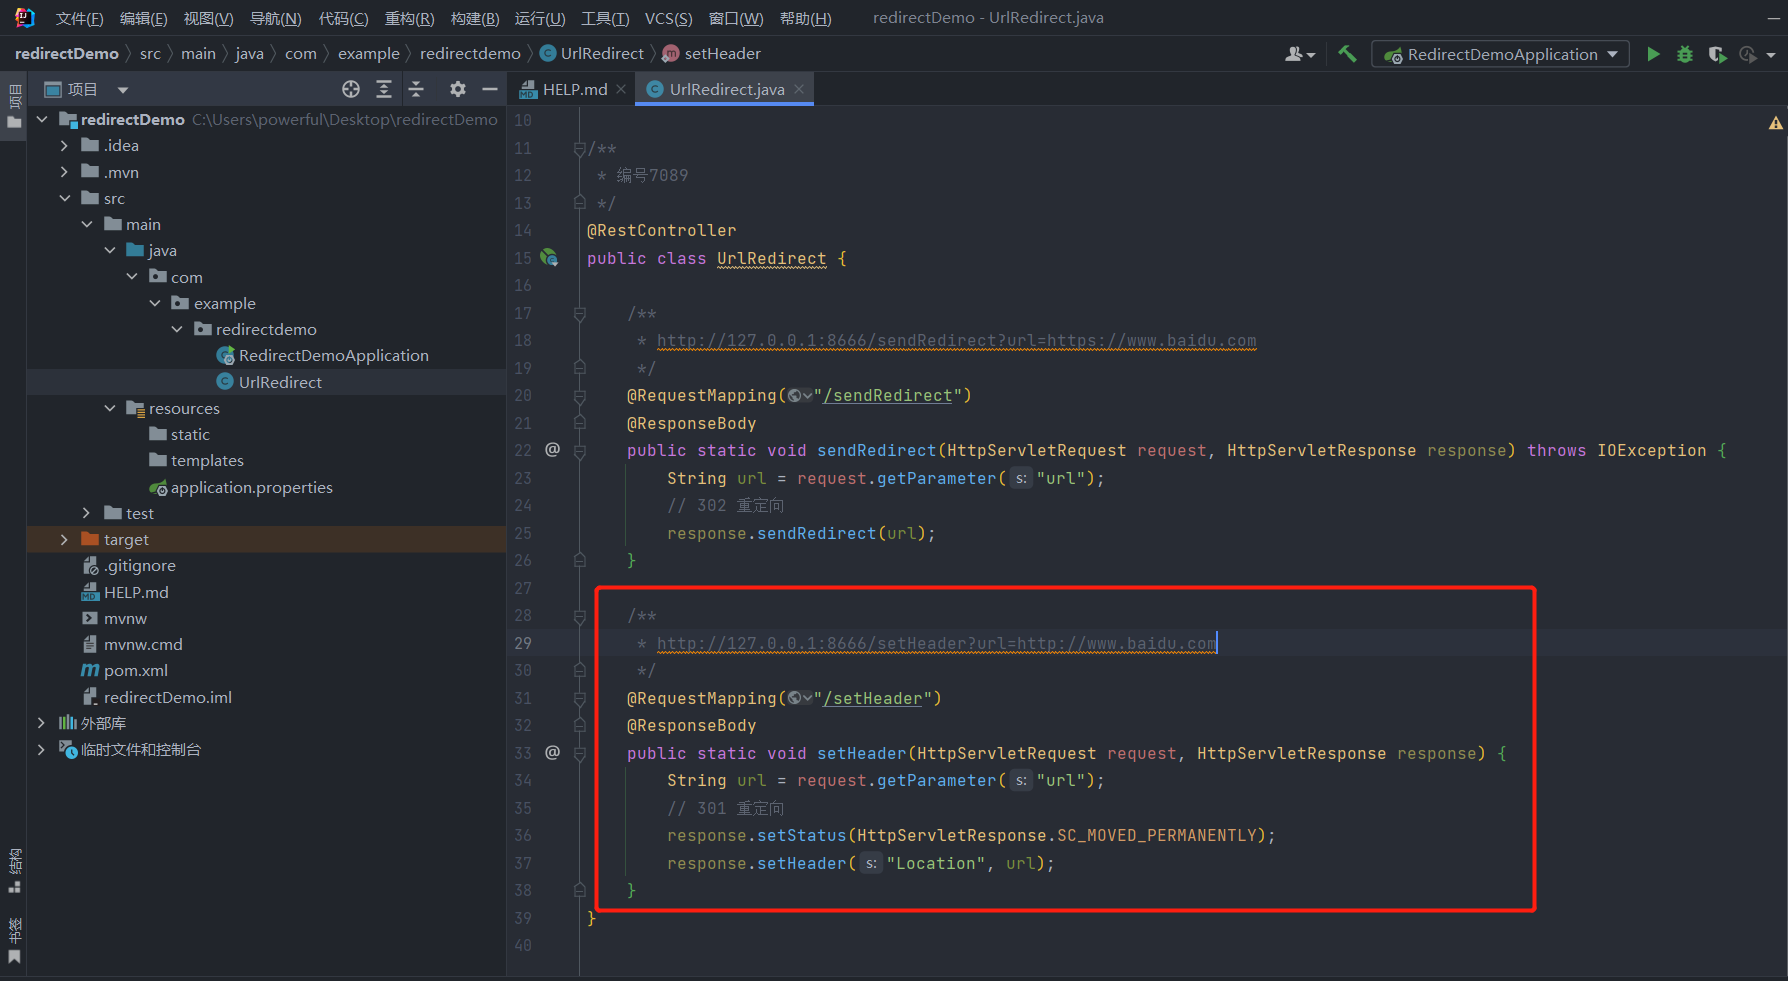 文件(F) 编辑(E) 视图(V) 导航(N) 代码(C) 重构(R) 构建(B) 运行(U) 工具(T) VCS(S) 窗口(W) 帮助(H) redirectDemo - UrlRedirect.java
redirectDemo src main java com example redirectdemo UrlRedirect setHeader RedirectDemoApplication
项目
项目
redirectDemo C:\Users\powerful\Desktop\redirectDemo
.idea
.mvn
src
main
java
com
example
redirectdemo
RedirectDemoApplication
UrlRedirect
resources
static
templates
application.properties
test
target
.gitignore
HELP.md
mvnw
mvnw.cmd
pom.xml
redirectDemo.iml
外部库
临时文件和控制台
结构
书签
HELP.md UrlRedirect.java
10
11 /**
12  * 编号7089
13  */
14 @RestController
15 public class UrlRedirect {
16
17 /**
18  * http://127.0.0.1:8666/sendRedirect?url=https://www.baidu.com
19  */
20 @RequestMapping("/sendRedirect")
21 @ResponseBody
22 @ public static void sendRedirect(HttpServletRequest request, HttpServletResponse response) throws IOException {
23 String url = request.getParameter( s: "url");
24 // 302 重定向
25 response.sendRedirect(url);
26 }
27
28 /**
29  * http://127.0.0.1:8666/setHeader?url=http://www.baidu.com
30  */
31 @RequestMapping("/setHeader")
32 @ResponseBody
33 @ public static void setHeader(HttpServletRequest request, HttpServletResponse response) {
34 String url = request.getParameter( s: "url");
35 // 301 重定向
36 response.setStatus(HttpServletResponse.SC_MOVED_PERMANENTLY);
37 response.setHeader( s: "Location", url);
38 }
39 }
40